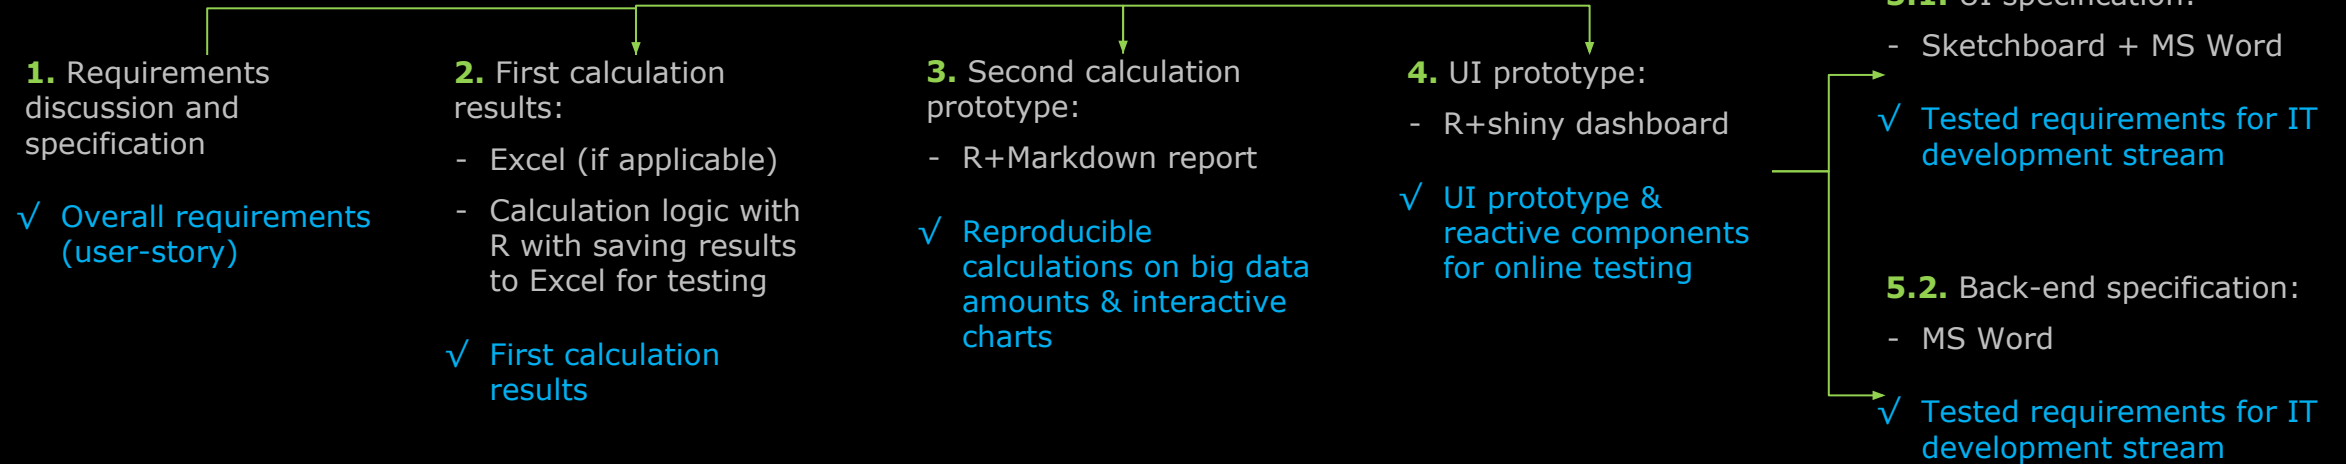 1. Requirements
discussion and
specification
√ Overall requirements
(user-story)
2. First calculation
results:
- Excel (if applicable)
- Calculation logic with
R with saving results
to Excel for testing
√ First calculation
results
3. Second calculation
prototype:
- R+Markdown report
√ Reproducible
calculations on big data
amounts & interactive
charts
4. UI prototype:
- R+shiny dashboard
√ UI prototype &
reactive components
for online testing
5.1. UI specification:
- Sketchboard + MS Word
√ Tested requirements for IT
development stream
5.2. Back-end specification:
- MS Word
√ Tested requirements for IT
development stream